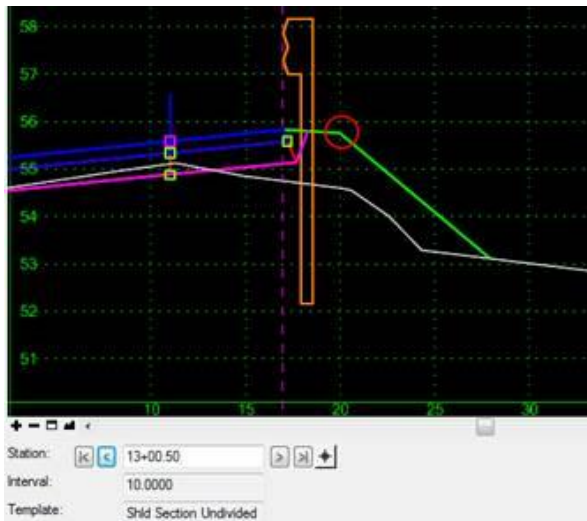 58
57
56
55
54
53
52
51
10 15 20 25 30
Station: 13+00.50
Interval: 10.0000
Template: Shld Section Undivided